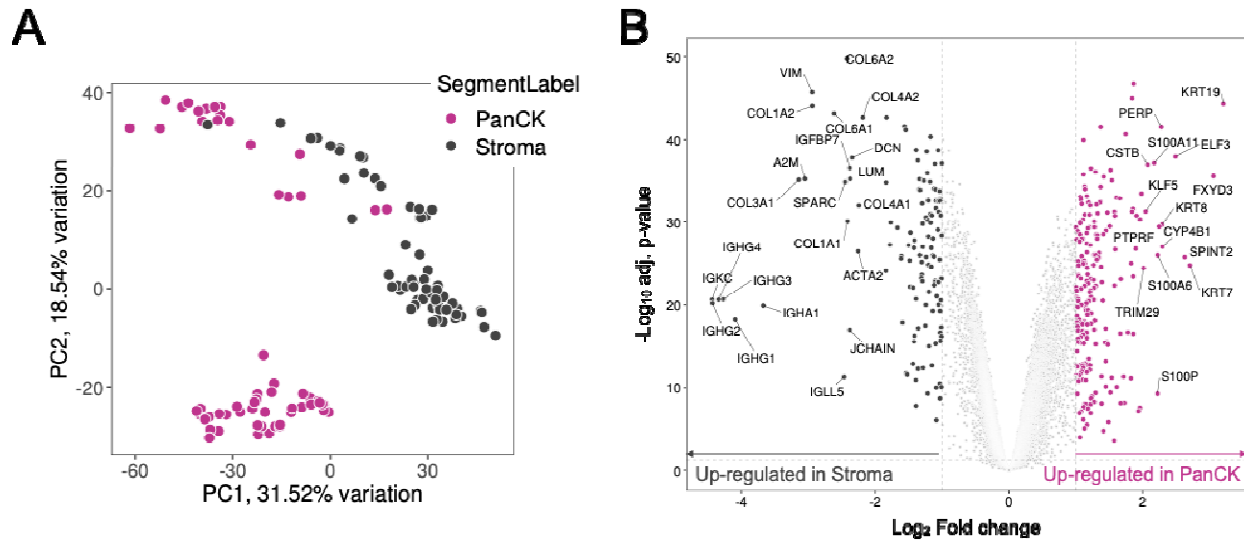 A
SegmentLabel
PanCK
Stroma
40
20
0
-20
-60
-30
0
30
PC1, 31.52% variation
PC2, 18.54% variation
B
50
40
30
20
10
0
-4
-2
0
2
-Log₁₀ adj. p-value
Log₂ Fold change
COL6A2
VIM
COL1A2
COL4A2
COL6A1
IGFBP7
DCN
A2M
LUM
COL3A1
SPARC
COL4A1
COL1A1
IGHG4
ACTA2
IGKC
IGHG3
IGHA1
IGHG2
IGHG1
JCHAIN
IGLL5
KRT19
PERP
S100A11
ELF3
CSTB
KLF5
FXYD3
KRT8
PTPRF
CYP4B1
SPINT2
S100A6
KRT7
TRIM29
S100P
Up-regulated in Stroma
Up-regulated in PanCK